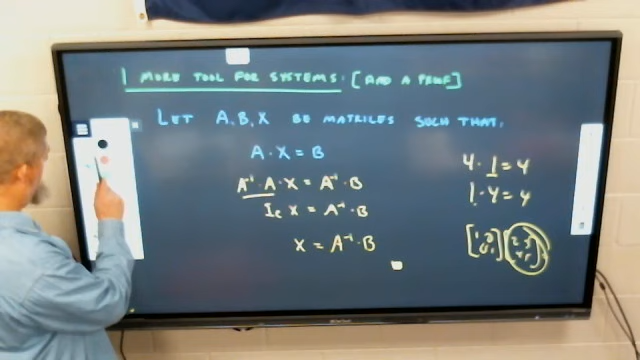 1 MORE TOOL FOR SYSTEMS: [AND A PROOF]
LET A, B, X BE MATRICES SUCH THAT:
A · X = B
A⁻¹ · A · X = A⁻¹ · B
X = A⁻¹ · B
X = A⁻¹ · B
4 · 1 = 4
1 · 4 = 4